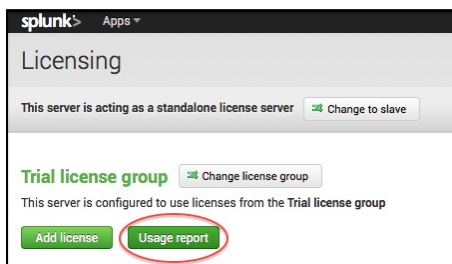 splunk> Apps
Licensing
This server is acting as a standalone license server Change to slave
Trial license group Change license group
This server is configured to use licenses from the Trial license group
Add license Usage report